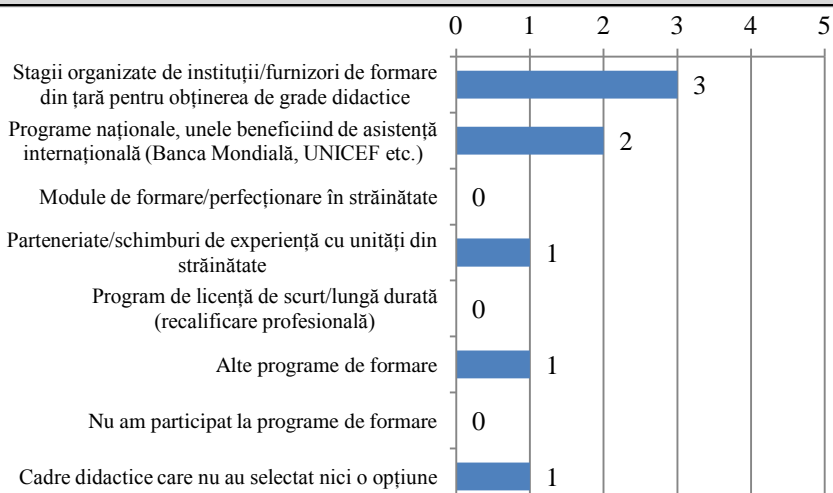 0 1 2 3 4 5
Stagii organizate de instituții/furnizori de formare
din țară pentru obținerea de grade didactice
3
Programe naționale, unele beneficiind de asistență
internațională (Banca Mondială, UNICEF etc.)
2
Module de formare/perfecționare în străinătate
0
Parteneriate/schimburi de experiență cu unități din
străinătate
1
Program de licență de scurt/lungă durată
(recalificare profesională)
0
Alte programe de formare
1
Nu am participat la programe de formare
0
Cadre didactice care nu au selectat nici o opțiune
1